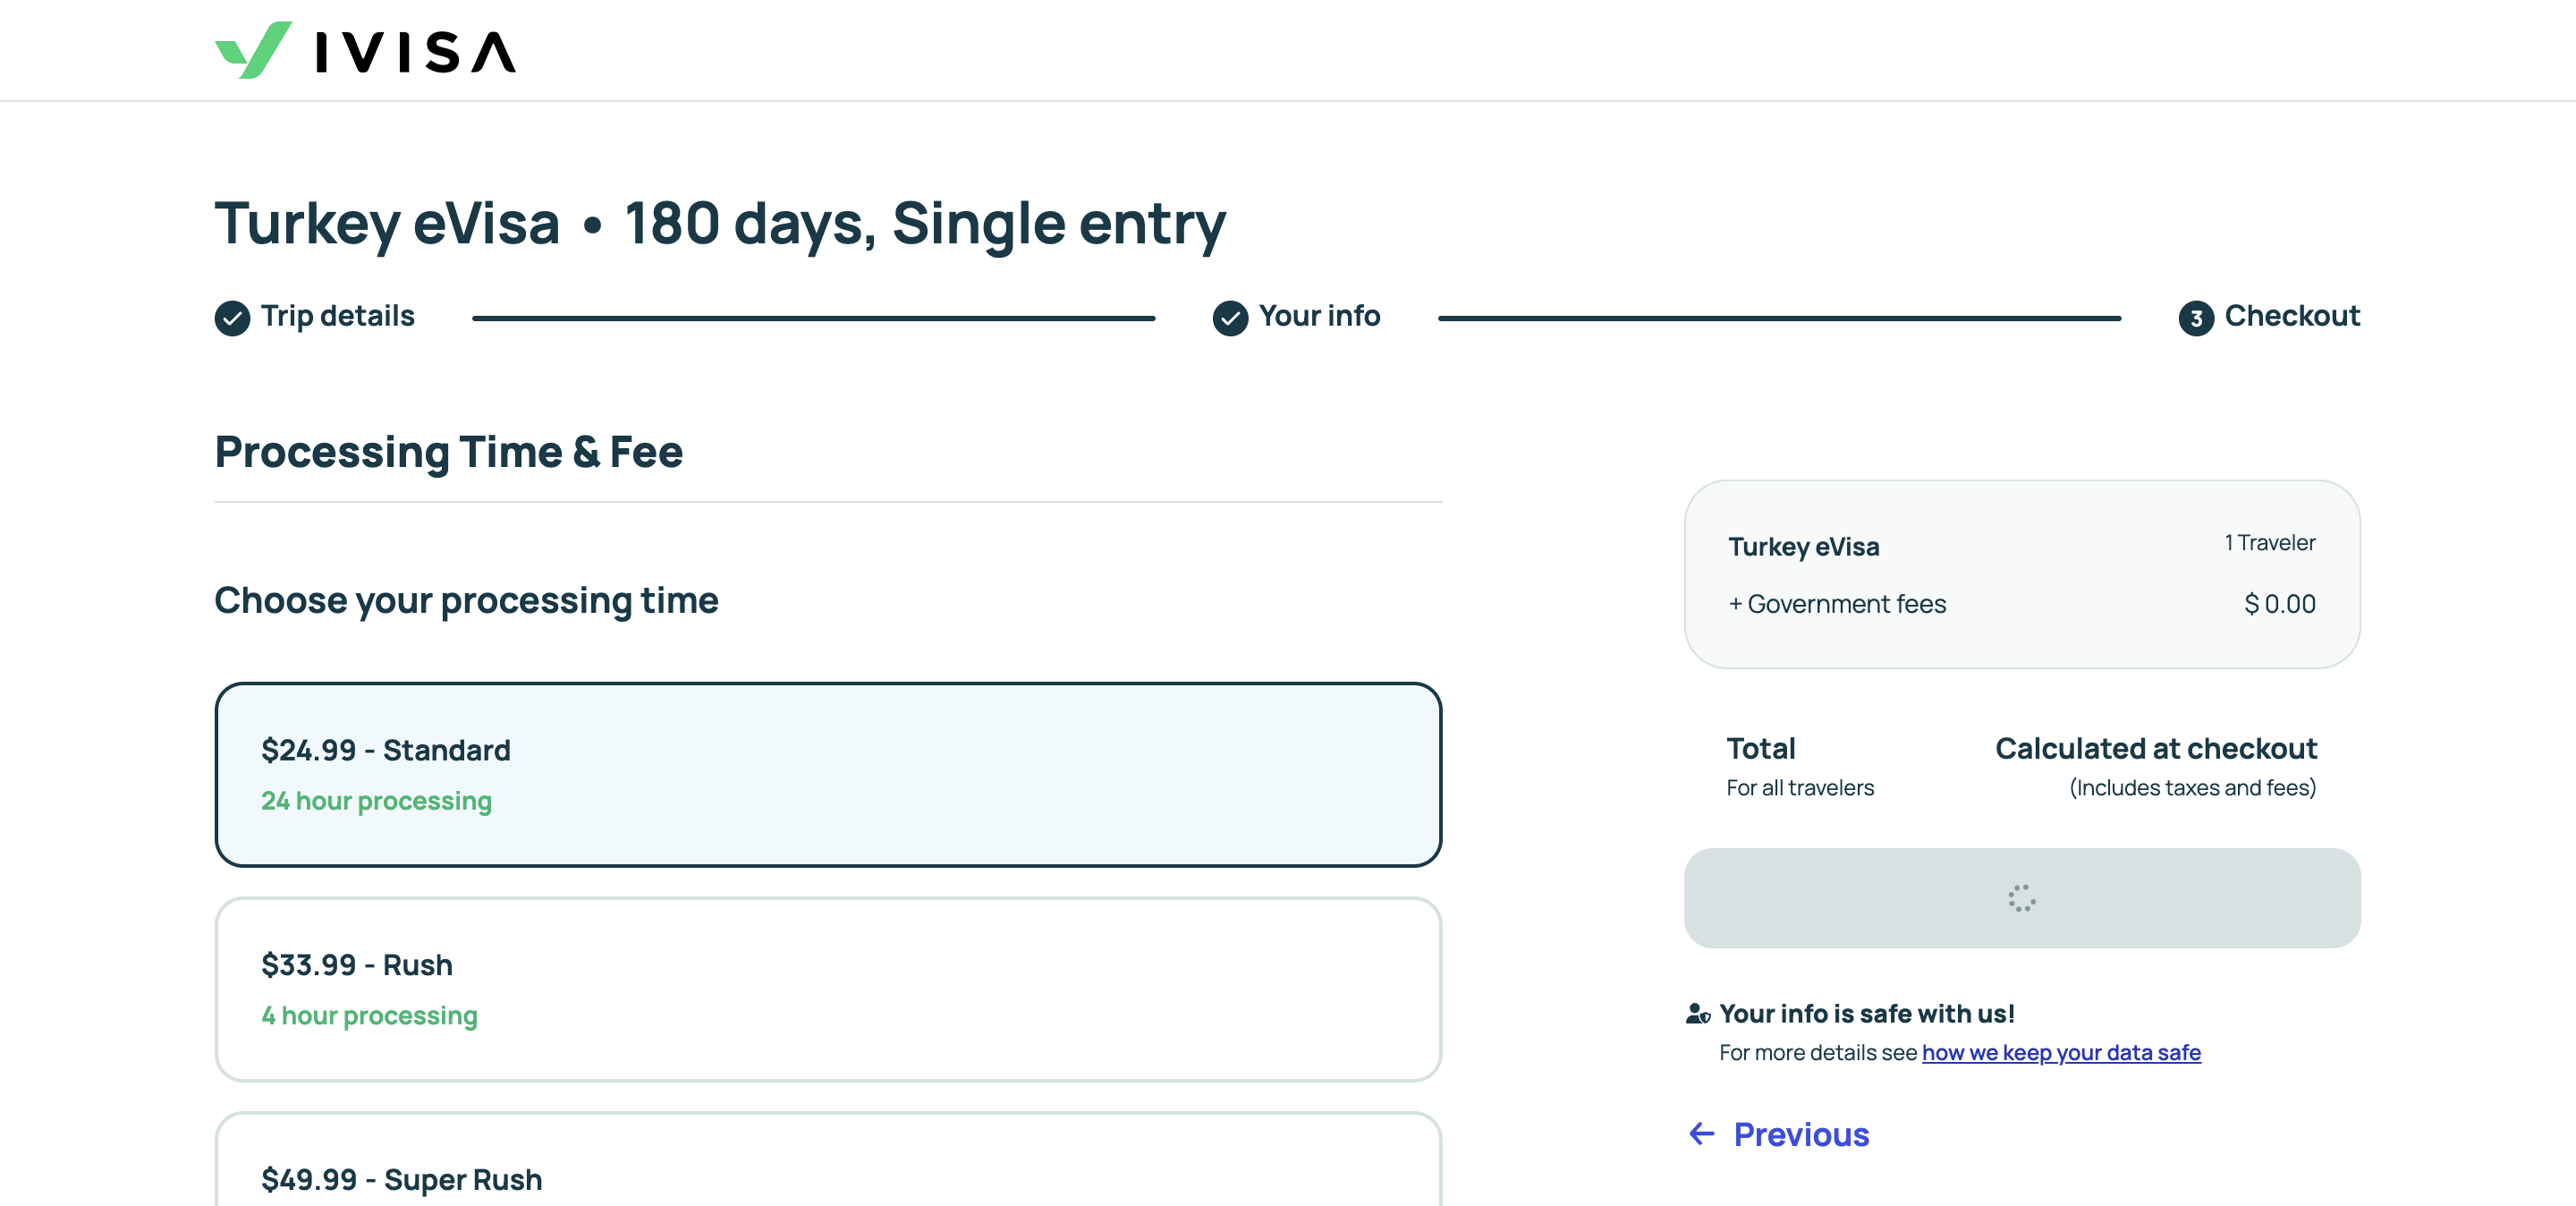 IVISA
Turkey eVisa • 180 days, Single entry
Trip details
Your info
3 Checkout
Processing Time & Fee
Choose your processing time
$24.99 - Standard
24 hour processing
$33.99 - Rush
4 hour processing
$49.99 - Super Rush
Turkey eVisa 1 Traveler
+ Government fees $ 0.00
Total Calculated at checkout
For all travelers (Includes taxes and fees)
Your info is safe with us!
For more details see how we keep your data safe
← Previous